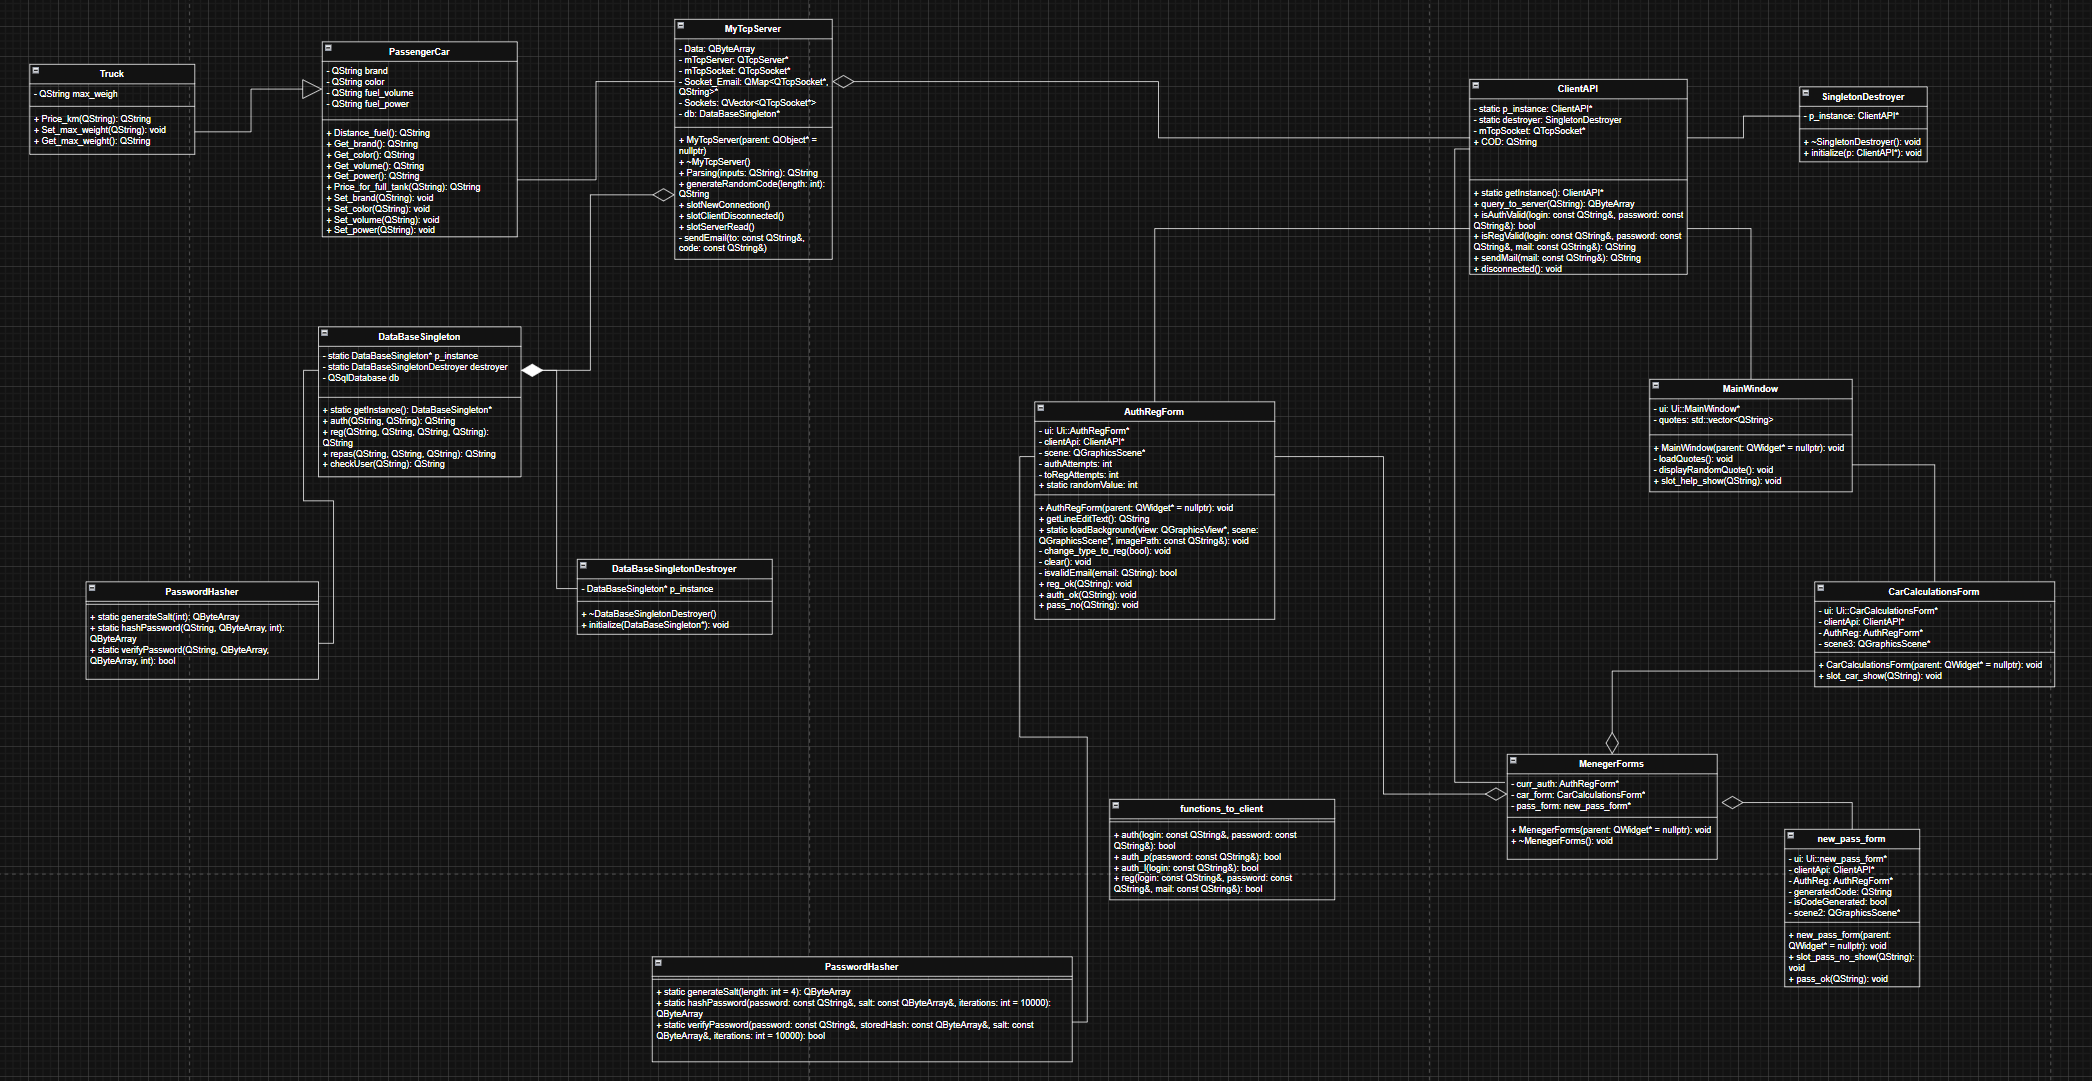 Truck
- QString max_weigh
+ Price_km(QString): QString
+ Set_max_weight(QString): void
+ Get_max_weight(): QString
PassengerCar
- QString brand
- QString color
- QString fuel_volume
- QString fuel_power
+ Distance_fuel(): QString
+ Get_brand(): QString
+ Get_color(): QString
+ Get_volume(): QString
+ Get_power(): QString
+ Price_for_full_tank(QString): QString
+ Set_brand(QString): void
+ Set_color(QString): void
+ Set_volume(QString): void
+ Set_power(QString): void
MyTcpServer
- Data: QByteArray
- mTcpServer: QTcpServer*
- mTcpSocket: QTcpSocket*
- Socket_Email: QMap<QTcpSocket*,
QString>*
- Sockets: QVector<QTcpSocket*>
- db: DataBaseSingleton*
+ MyTcpServer(parent: QObject* =
nullptr)
+ ~MyTcpServer()
+ Parsing(inputs: QString): QString
+ generateRandomCode(length: int):
QString
+ slotNewConnection()
+ slotClientDisconnected()
+ slotServerRead()
- sendEmail(to: const QString&,
code: const QString&)
ClientAPI
- static p_instance: ClientAPI*
- static destroyer: SingletonDestroyer
- mTcpSocket: QTcpSocket*
+ COD: QString
+ static getInstance(): ClientAPI*
+ query_to_server(QString): QByteArray
+ isAuthValid(login: const QString&, password: const
QString&): bool
+ isRegValid(login: const QString&, password: const
QString&, mail: const QString&): QString
+ sendMail(mail: const QString&): QString
+ disconnected(): void
SingletonDestroyer
- p_instance: ClientAPI*
+ ~SingletonDestroyer(): void
+ initialize(p: ClientAPI*): void
DataBaseSingleton
- static DataBaseSingleton* p_instance
- static DataBaseSingletonDestroyer destroyer
- QSqlDatabase db
+ static getInstance(): DataBaseSingleton*
+ auth(QString, QString): QString
+ reg(QString, QString, QString, QString):
QString
+ repas(QString, QString, QString): QString
+ checkUser(QString): QString
MainWindow
- ui: Ui::MainWindow*
- quotes: std::vector<QString>
+ MainWindow(parent: QWidget* = nullptr): void
- loadQuotes(): void
- displayRandomQuote(): void
+ slot_help_show(QString): void
AuthRegForm
- ui: Ui::AuthRegForm*
- clientApi: ClientAPI*
- scene: QGraphicsScene*
- authAttempts: int
- toRegAttempts: int
+ static randomValue: int
+ AuthRegForm(parent: QWidget* = nullptr): void
+ getLineEditText(): QString
+ static loadBackground(view: QGraphicsView*, scene:
QGraphicsScene*, imagePath: const QString&): void
- change_type_to_reg(bool): void
- clear(): void
- isvalidEmail(email: QString): bool
+ reg_ok(QString): void
+ auth_ok(QString): void
+ pass_no(QString): void
DataBaseSingletonDestroyer
- DataBaseSingleton* p_instance
+ ~DataBaseSingletonDestroyer()
+ initialize(DataBaseSingleton*): void
PasswordHasher
+ static generateSalt(int): QByteArray
+ static hashPassword(QString, QByteArray, int):
QByteArray
+ static verifyPassword(QString, QByteArray,
QByteArray, int): bool
CarCalculationsForm
- ui: Ui::CarCalculationsForm*
- clientApi: ClientAPI*
- AuthReg: AuthRegForm*
- scene3: QGraphicsScene*
+ CarCalculationsForm(parent: QWidget* = nullptr): void
+ slot_car_show(QString): void
MenegerForms
- curr_auth: AuthRegForm*
- car_form: CarCalculationsForm*
- pass_form: new_pass_form*
+ MenegerForms(parent: QWidget* = nullptr): void
+ ~MenegerForms(): void
functions_to_client
+ auth(login: const QString&, password: const
QString&): bool
+ auth_p(password: const QString&): bool
+ auth_l(login: const QString&): bool
+ reg(login: const QString&, password: const
QString&, mail: const QString&): bool
new_pass_form
- ui: Ui::new_pass_form*
- clientApi: ClientAPI*
- AuthReg: AuthRegForm*
- generatedCode: QString
- isCodeGenerated: bool
- scene2: QGraphicsScene*
+ new_pass_form(parent:
QWidget* = nullptr): void
+ slot_pass_no_show(QString):
void
+ pass_ok(QString): void
PasswordHasher
+ static generateSalt(length: int = 4): QByteArray
+ static hashPassword(password: const QString&, salt: const QByteArray&, iterations: int = 10000):
QByteArray
+ static verifyPassword(password: const QString&, storedHash: const QByteArray&, salt: const
QByteArray&, iterations: int = 10000): bool